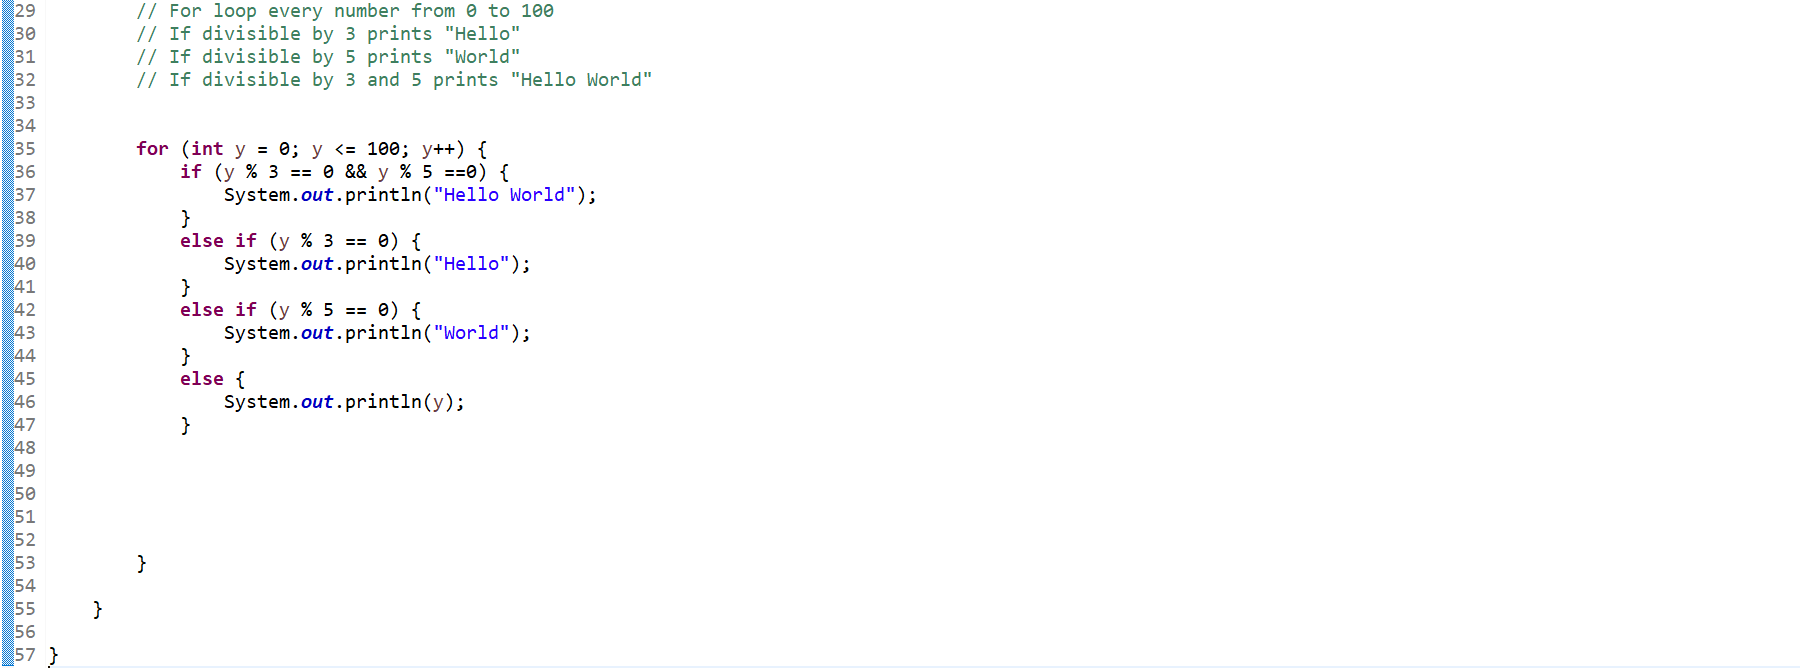 29 // For loop every number from 0 to 100
30 // If divisible by 3 prints "Hello"
31 // If divisible by 5 prints "World"
32 // If divisible by 3 and 5 prints "Hello World"
33
34
35 for (int y = 0; y <= 100; y++) {
36 if (y % 3 == 0 && y % 5 ==0) {
37 System.out.println("Hello World");
38 }
39 else if (y % 3 == 0) {
40 System.out.println("Hello");
41 }
42 else if (y % 5 == 0) {
43 System.out.println("World");
44 }
45 else {
46 System.out.println(y);
47 }
48
49
50
51
52
53 }
54
55 }
56
57 }